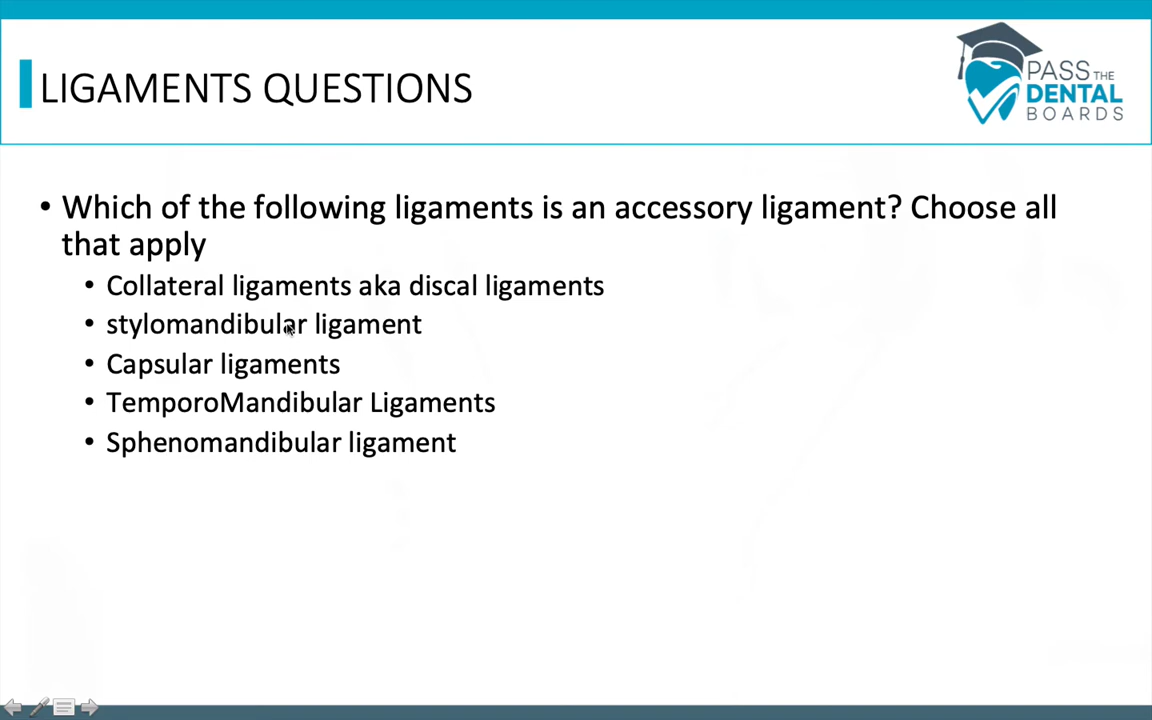 LIGAMENTS QUESTIONS
PASS THE
DENTAL
BOARDS
• Which of the following ligaments is an accessory ligament? Choose all
that apply
• Collateral ligaments aka discal ligaments
• stylomandibular ligament
• Capsular ligaments
• TemporoMandibular Ligaments
• Sphenomandibular ligament